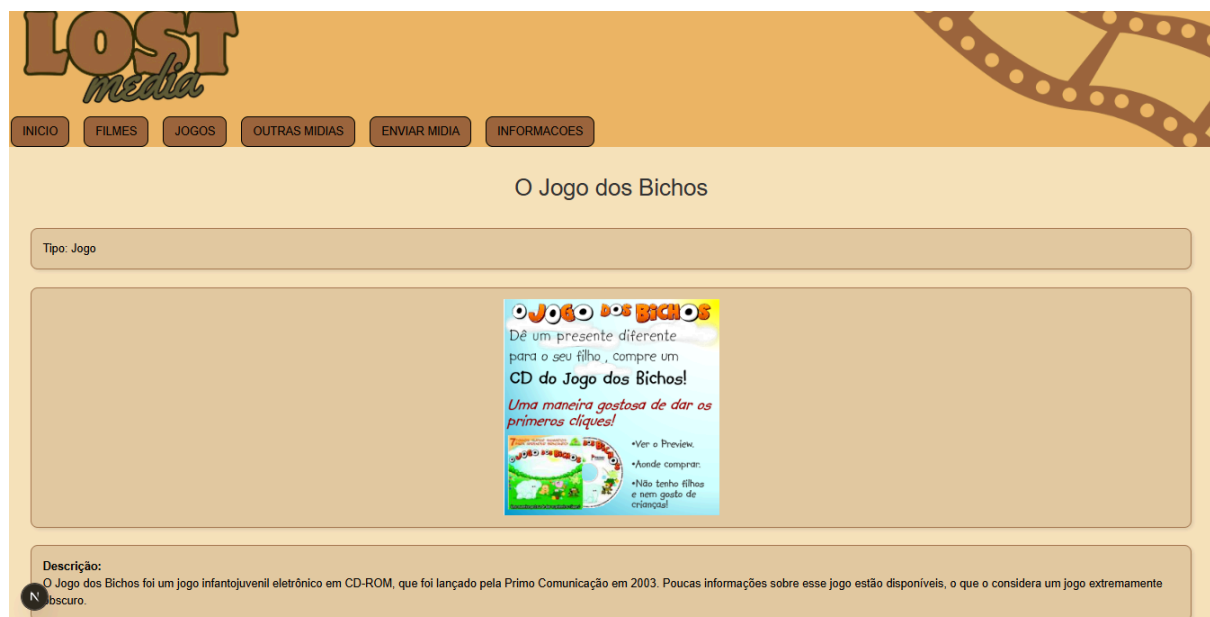 LOST
media
INICIO
FILMES
JOGOS
OUTRAS MIDIAS
ENVIAR MIDIA
INFORMACOES
O Jogo dos Bichos
Tipo: Jogo
O JOGO DOS BICHOS
Dê um presente diferente
para o seu filho , compre um
CD do Jogo dos Bichos!
Uma maneira gostosa de dar os
primeros cliques!
•Ver o Preview.
•Aonde comprar.
•Não tenho filhos
e nem gosto de
crianças!
Descrição:
O Jogo dos Bichos foi um jogo infantojuvenil eletrônico em CD-ROM, que foi lançado pela Primo Comunicação em 2003. Poucas informações sobre esse jogo estão disponíveis, o que o considera um jogo extremamente
N
obscuro.